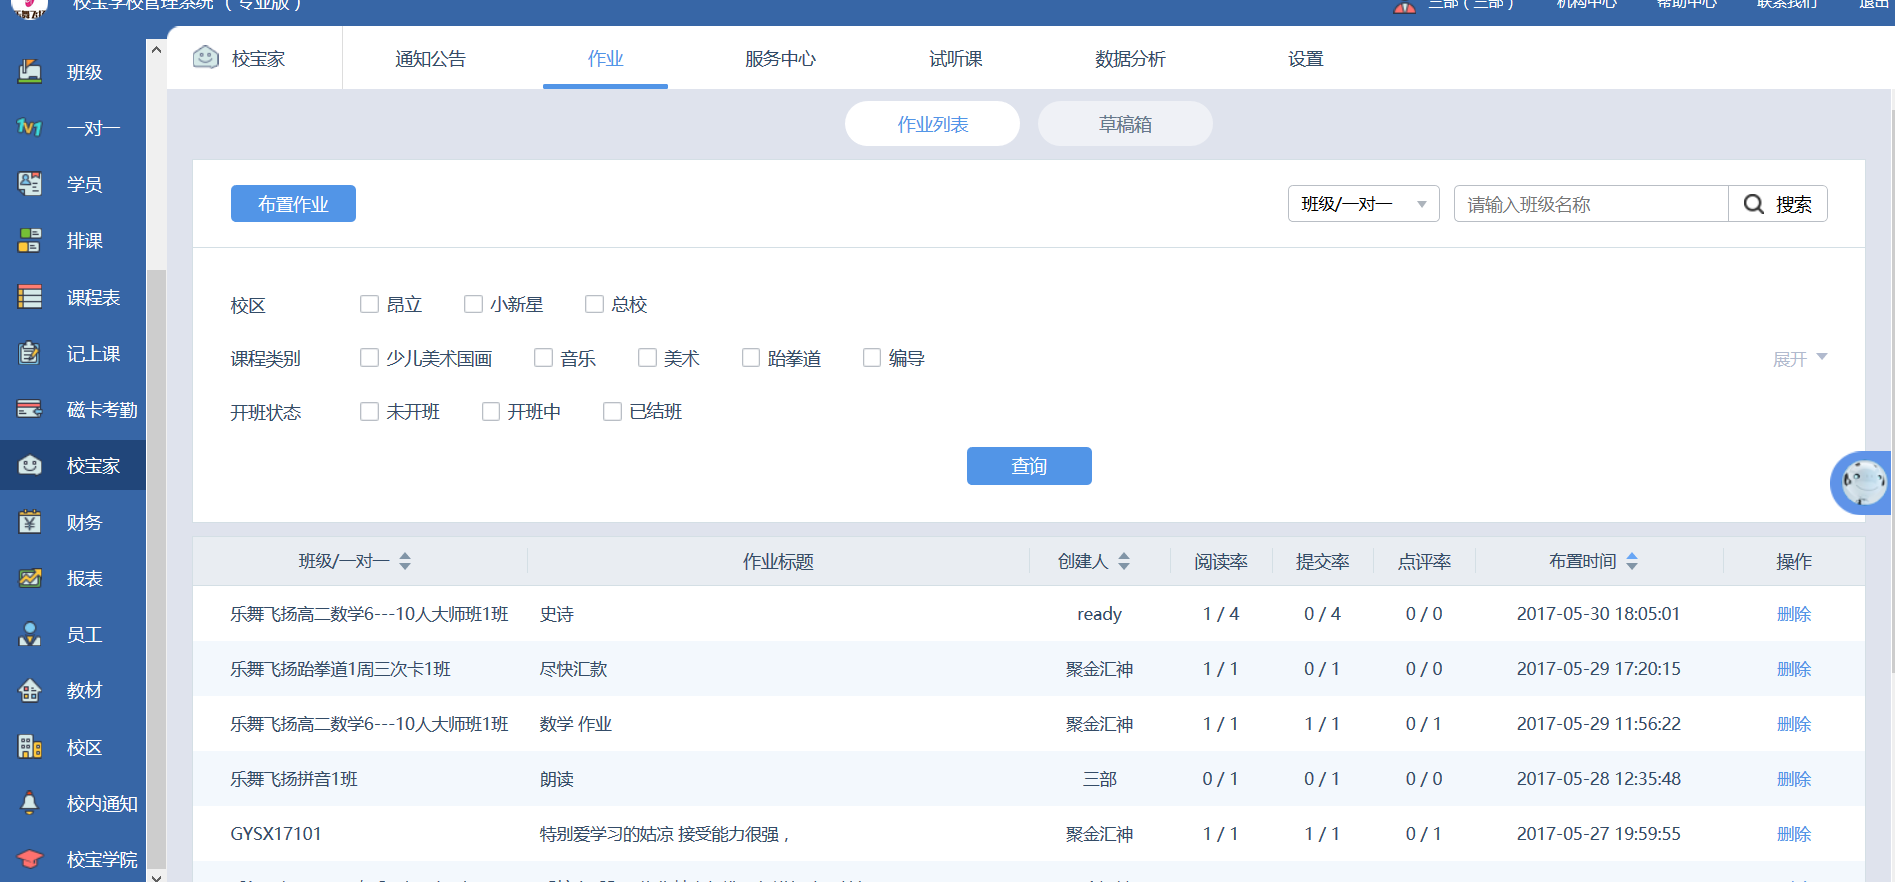 校宝学校管理系统 ( 专业版 )
三部 ( 三部 ) 机构中心 帮助中心 联系我们 退出
班级
一对一
学员
排课
课程表
记上课
磁卡考勤
校宝家
财务
报表
员工
教材
校区
校内通知
校宝学院
校宝家 通知公告 作业 服务中心 试听课 数据分析 设置
作业列表 草稿箱
布置作业 班级/一对一 请输入班级名称 搜索
校区 昂立 小新星 总校
课程类别 少儿美术国画 音乐 美术 跆拳道 编导 展开
开班状态 未开班 开班中 已结班
查询
班级/一对一 作业标题 创建人 阅读率 提交率 点评率 布置时间 操作
乐舞飞扬高二数学6---10人大师班1班 史诗 ready 1 / 4 0 / 4 0 / 0 2017-05-30 18:05:01 删除
乐舞飞扬跆拳道1周三次卡1班 尽快汇款 聚金汇神 1 / 1 0 / 1 0 / 0 2017-05-29 17:20:15 删除
乐舞飞扬高二数学6---10人大师班1班 数学 作业 聚金汇神 1 / 1 1 / 1 0 / 1 2017-05-29 11:56:22 删除
乐舞飞扬拼音1班 朗读 三部 0 / 1 0 / 1 0 / 0 2017-05-28 12:35:48 删除
GYSX17101 特别爱学习的姑凉 接受能力很强 , 聚金汇神 1 / 1 1 / 1 0 / 1 2017-05-27 19:59:55 删除